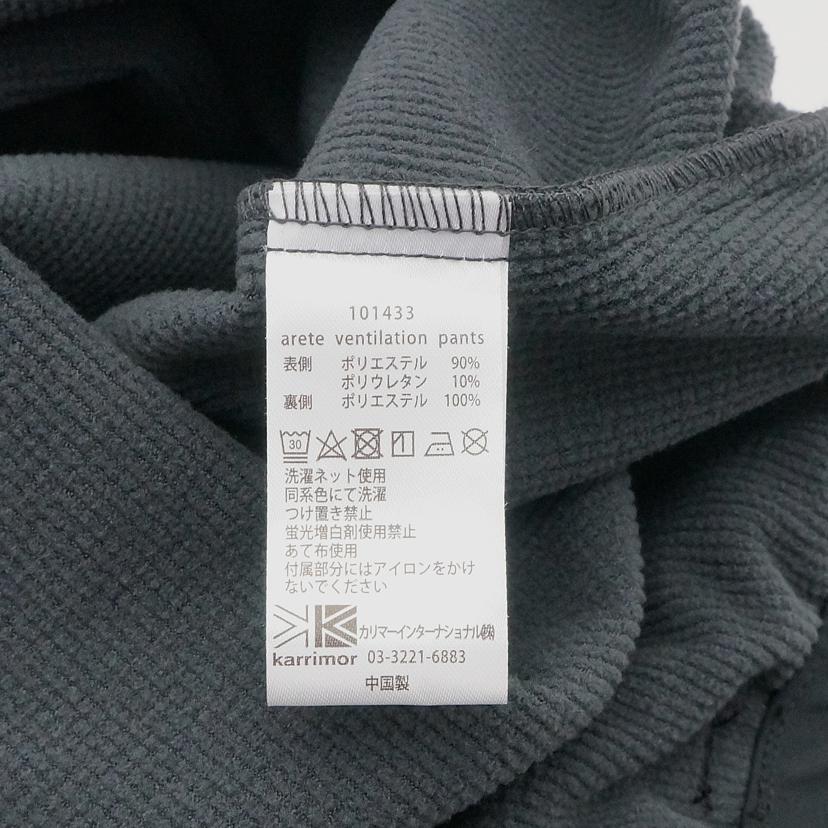 101433
arete ventilation pants
表側 ポリエステル 90%
ポリウレタン 10%
裏側 ポリエステル 100%
30
洗濯ネット使用
同系色にて洗濯
つけ置き禁止
蛍光増白剤使用禁止
あて布使用
付属部分にはアイロンをかけ
ないでください
カリマーインターナショナル㈱
karrimor 03-3221-6883
中国製